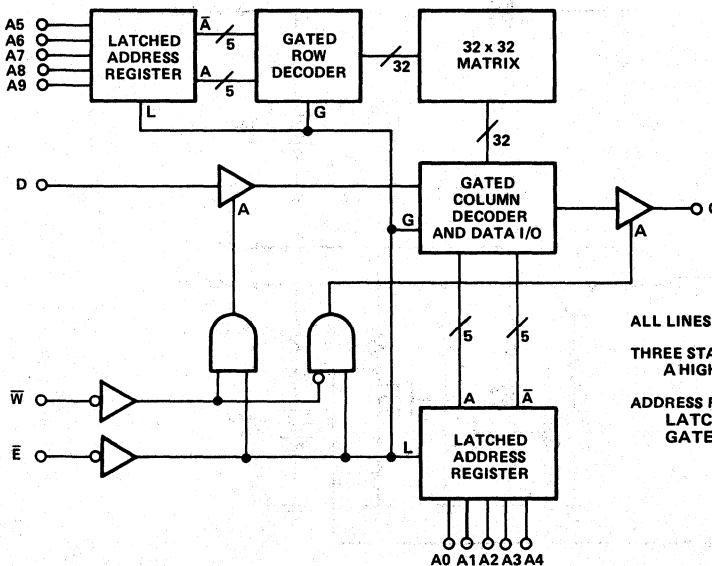 A5
A6
A7
A8
A9
LATCHED
ADDRESS
REGISTER
L
Ā
5
A
5
GATED
ROW
DECODER
G
32
32 x 32
MATRIX
32
D
A
G
GATED
COLUMN
DECODER
AND DATA I/O
A
5
5
A
Ā
W̅
E̅
L
LATCHED
ADDRESS
REGISTER
A0 A1 A2 A3 A4
ALL LINES
THREE STA
A HIGH
ADDRESS
LATC
GATE